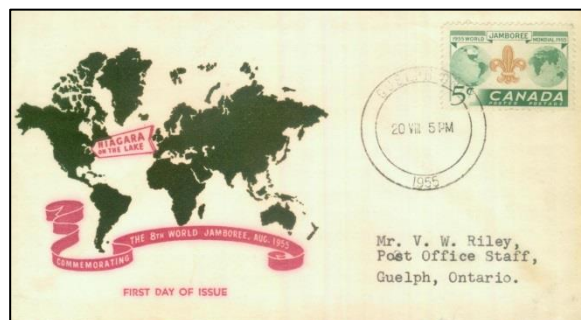 1955 WORLD JAMBOREE MONDIAL 1955
5¢ CANADA
POSTES POSTAGE
GUELPH
20 VIII 5 PM
1955
NIAGARA
ON THE LAKE
COMMEMORATING THE 8TH WORLD JAMBOREE, AUG. 1955
FIRST DAY OF ISSUE
Mr. V. W. Riley,
Post Office Staff,
Guelph, Ontario.